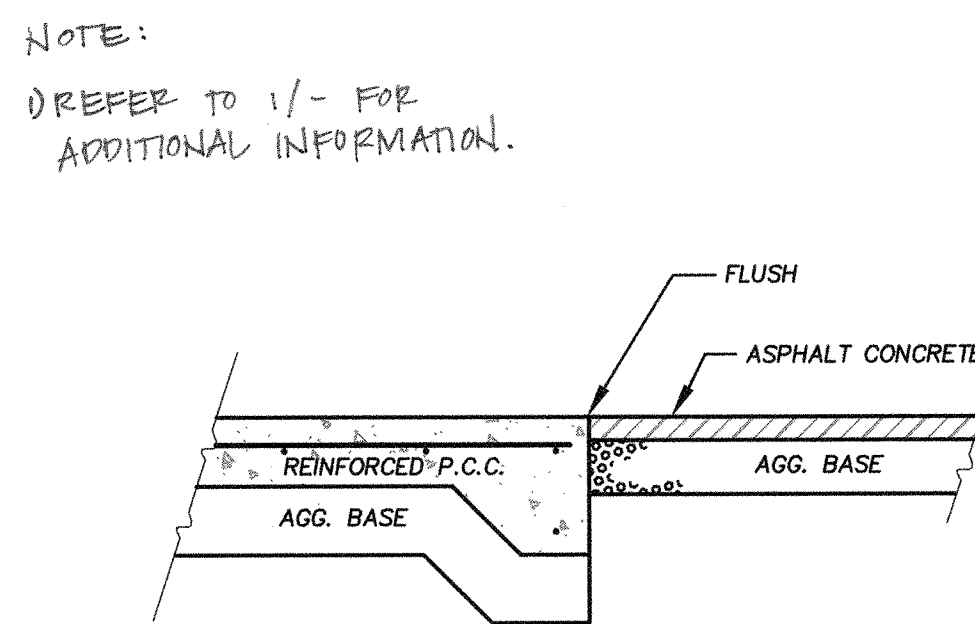 NOTE:
1) REFER TO 1/- FOR
ADDITIONAL INFORMATION.
FLUSH
ASPHALT CONCRETE
REINFORCED P.C.C.
AGG. BASE
AGG. BASE